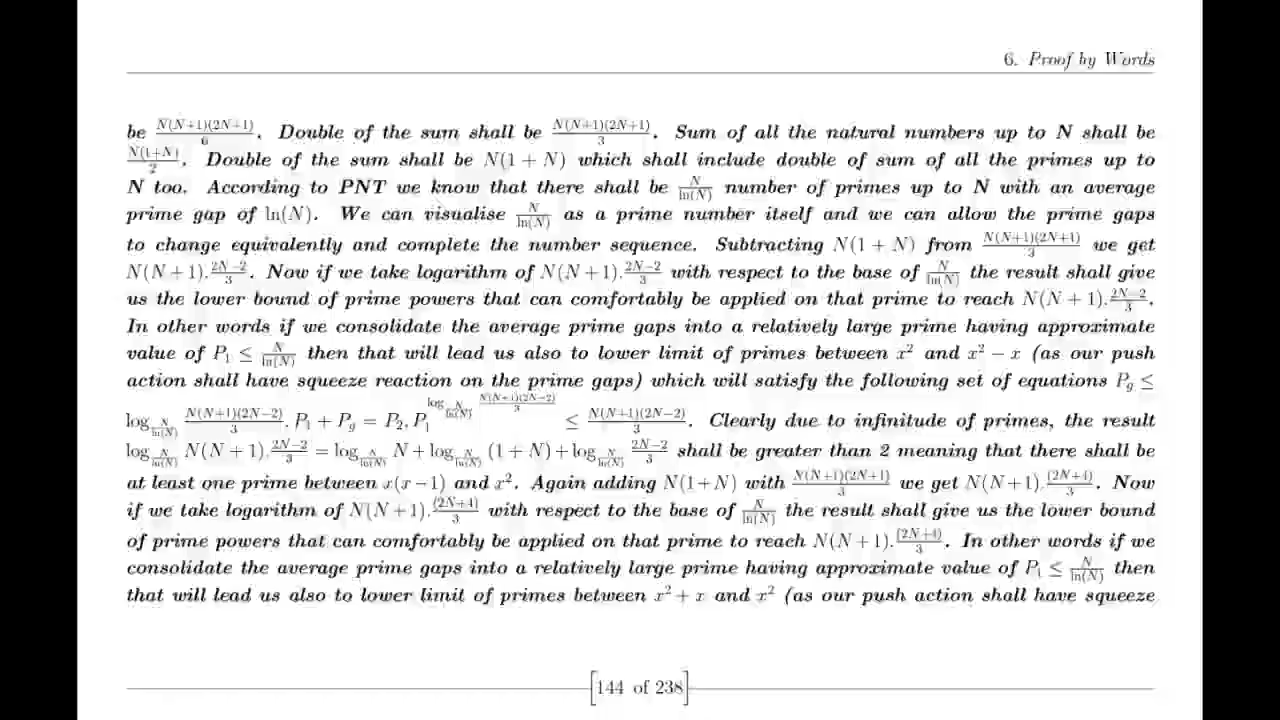 6. Proof by Words
be N(N+1)(2N+1)/6. Double of the sum shall be N(N+1)(2N+1)/3. Sum of all the natural numbers up to N shall be
N(1+N)/2. Double of the sum shall be N(1 + N) which shall include double of sum of all the primes up to
N too. According to PNT we know that there shall be N/ln(N) number of primes up to N with an average
prime gap of ln(N). We can visualise N/ln(N) as a prime number itself and we can allow the prime gaps
to change equivalently and complete the number sequence. Subtracting N(1 + N) from N(N+1)(2N+1)/3 we get
N(N + 1).2N−2/3. Now if we take logarithm of N(N + 1).2N−2/3 with respect to the base of N/ln(N) the result shall give
us the lower bound of prime powers that can comfortably be applied on that prime to reach N(N + 1).2N−2/3.
In other words if we consolidate the average prime gaps into a relatively large prime having approximate
value of P₁ ≤ N/ln(N) then that will lead us also to lower limit of primes between x² and x² − x (as our push
action shall have squeeze reaction on the prime gaps) which will satisfy the following set of equations P_g ≤
log_{N/ln(N)} N(N+1)(2N−2)/3. P₁ + P_g = P₂, P₁^{log_{N/ln(N)} N(N+1)(2N−2)/3} ≤ N(N+1)(2N−2)/3. Clearly due to infinitude of primes, the result
log_{N/ln(N)} N(N + 1).2N−2/3 = log_{N/ln(N)} N + log_{N/ln(N)} (1 + N) + log_{N/ln(N)} 2N−2/3 shall be greater than 2 meaning that there shall be
at least one prime between x(x − 1) and x². Again adding N(1+N) with N(N+1)(2N+1)/3 we get N(N+1).(2N+4)/3. Now
if we take logarithm of N(N + 1).(2N+4)/3 with respect to the base of N/ln(N) the result shall give us the lower bound
of prime powers that can comfortably be applied on that prime to reach N(N + 1).(2N+4)/3. In other words if we
consolidate the average prime gaps into a relatively large prime having approximate value of P₁ ≤ N/ln(N) then
that will lead us also to lower limit of primes between x² + x and x² (as our push action shall have squeeze
144 of 238